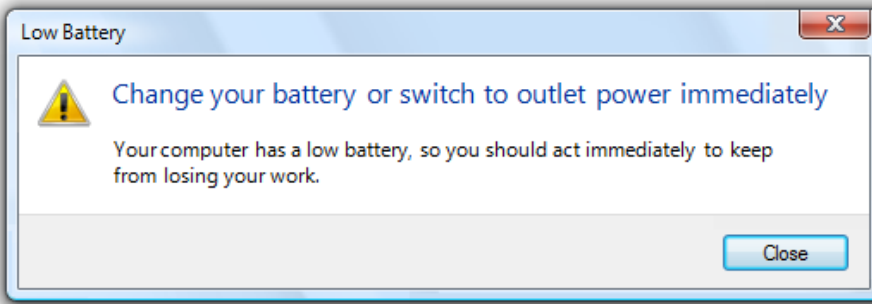 Low Battery
Change your battery or switch to outlet power immediately
Your computer has a low battery, so you should act immediately to keep
from losing your work.
Close